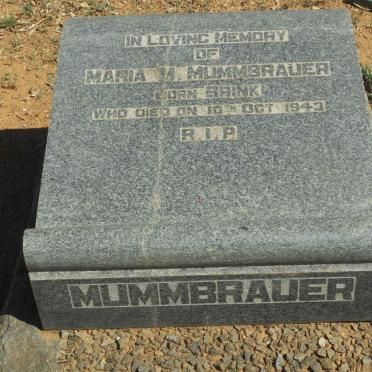 IN LOVING MEMORY
OF
MARIA M. MUMMBRAUER
(BORN BRINK)
WHO DIED ON 10TH OCT 1943
R.I.P.
MUMMBRAUER